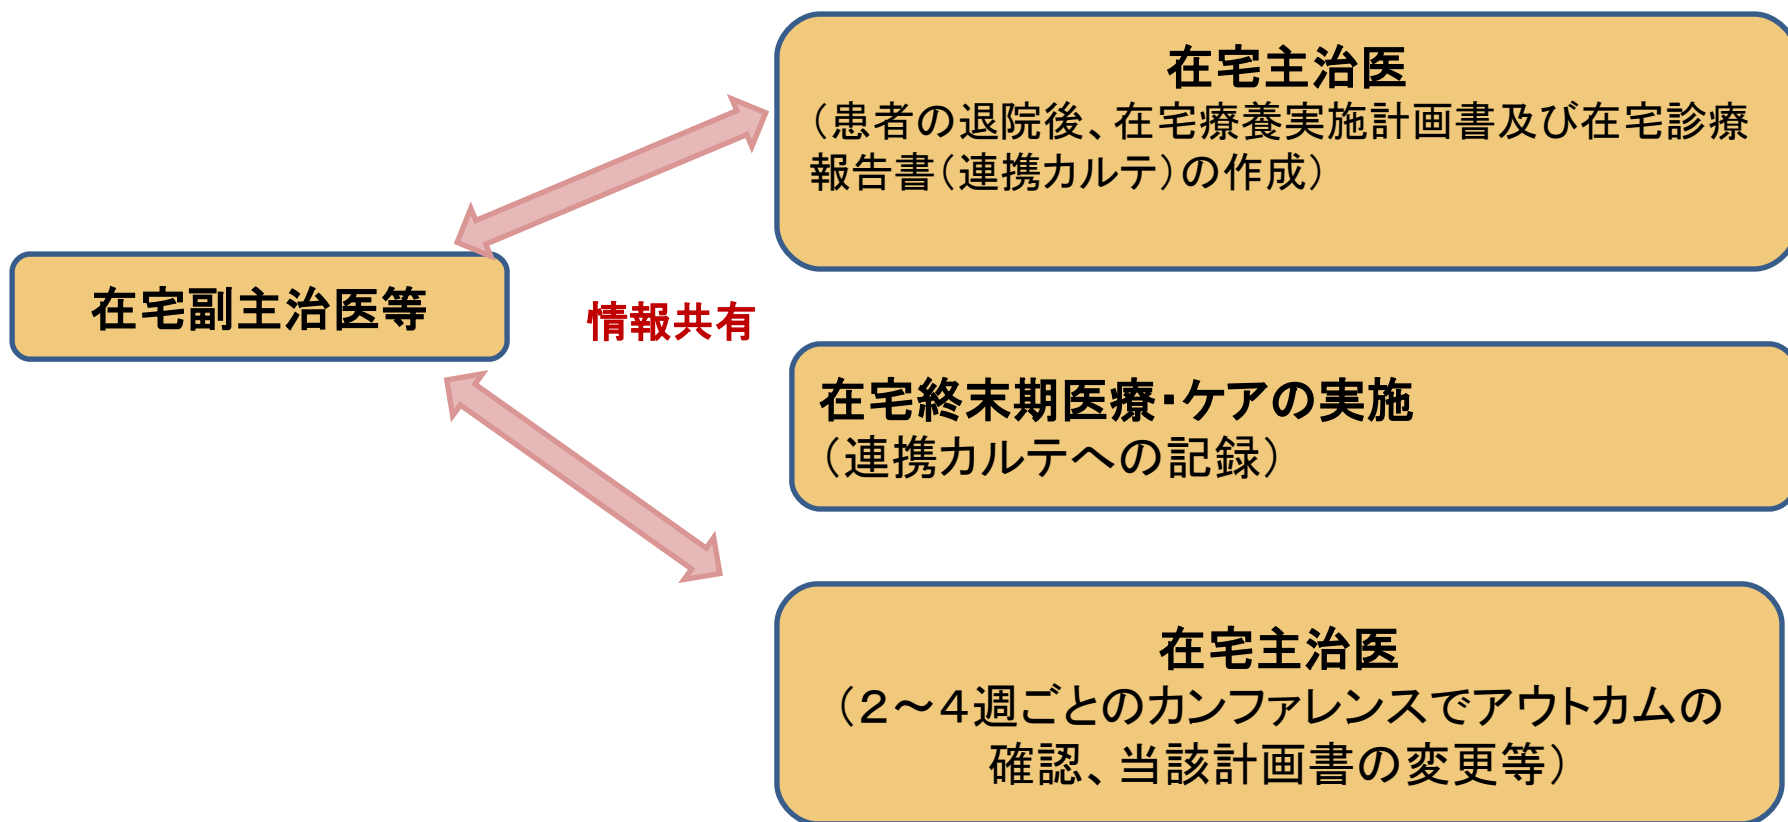 在宅主治医
（患者の退院後、在宅療養実施計画書及び在宅診療
報告書（連携カルテ）の作成）
在宅副主治医等
情報共有
在宅終末期医療・ケアの実施
（連携カルテへの記録）
在宅主治医
（２～４週ごとのカンファレンスでアウトカムの
確認、当該計画書の変更等）